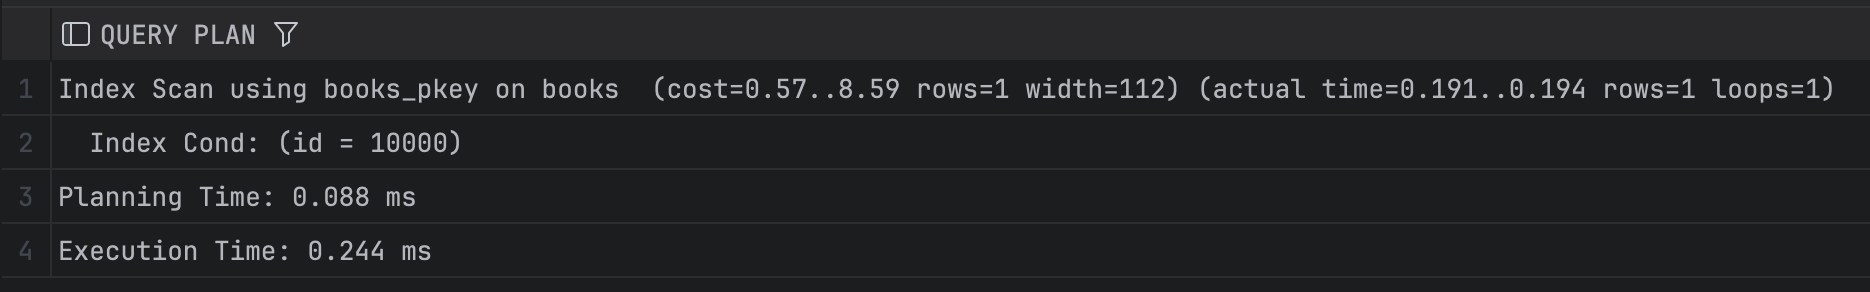 QUERY PLAN
1 Index Scan using books_pkey on books  (cost=0.57..8.59 rows=1 width=112) (actual time=0.191..0.194 rows=1 loops=1)
2   Index Cond: (id = 10000)
3 Planning Time: 0.088 ms
4 Execution Time: 0.244 ms